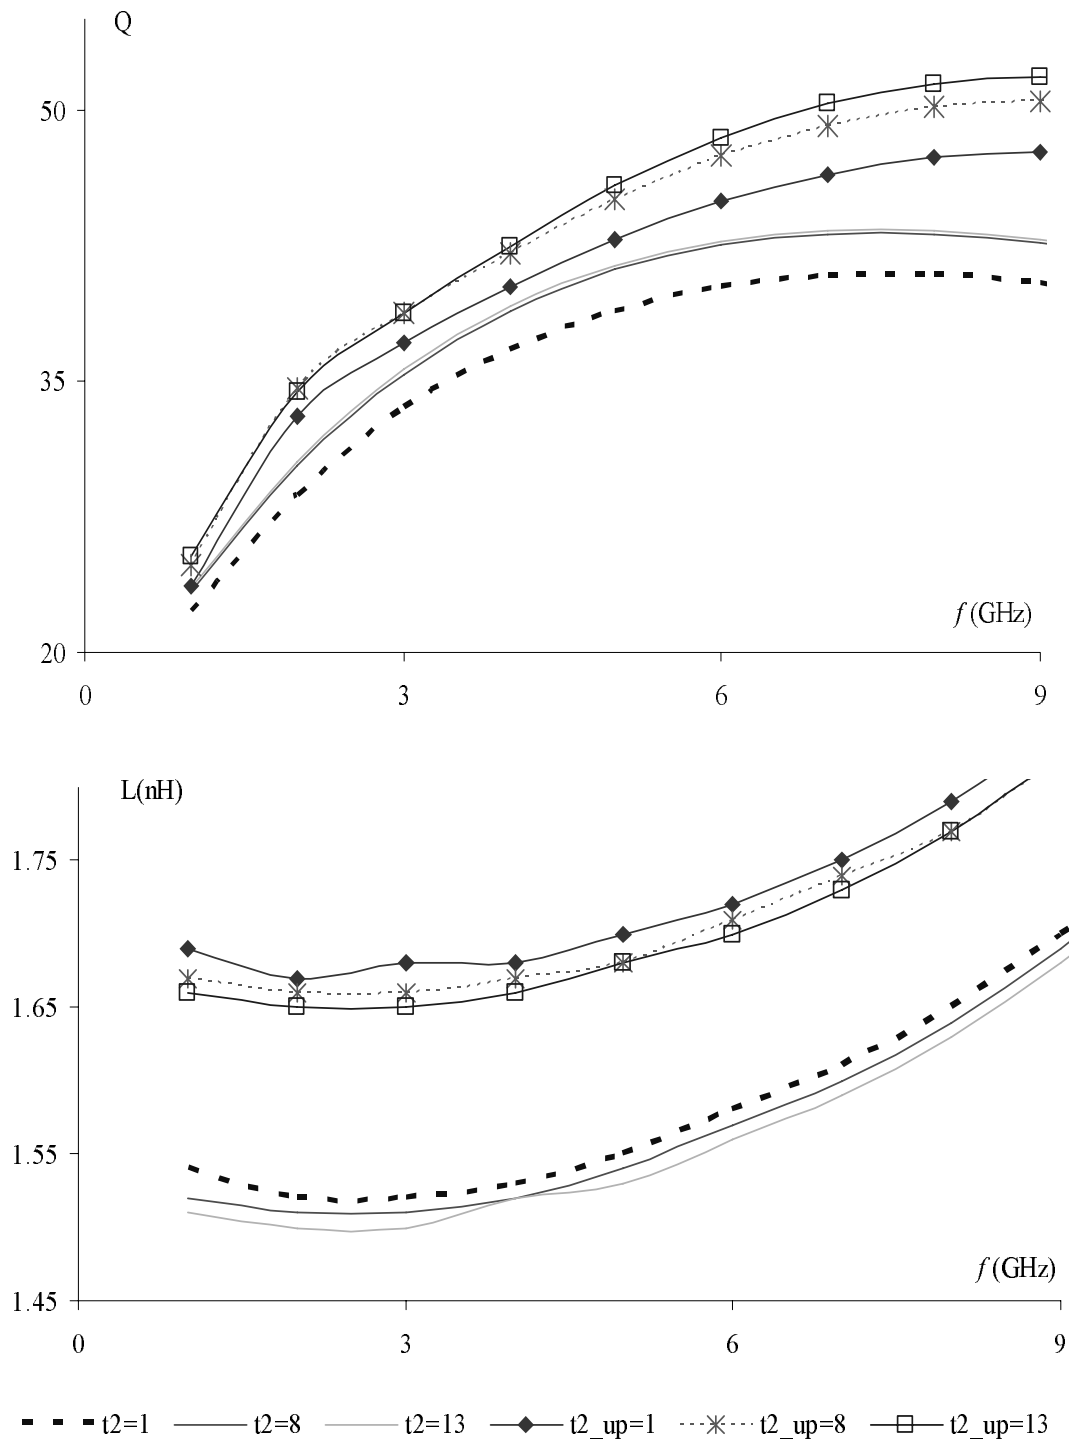 Q
50
35
20
f (GHz)
0 3 6 9
L(nH)
1.75
1.65
1.55
1.45
f (GHz)
0 3 6 9
t2=1 t2=8 t2=13 t2_up=1 t2_up=8 t2_up=13